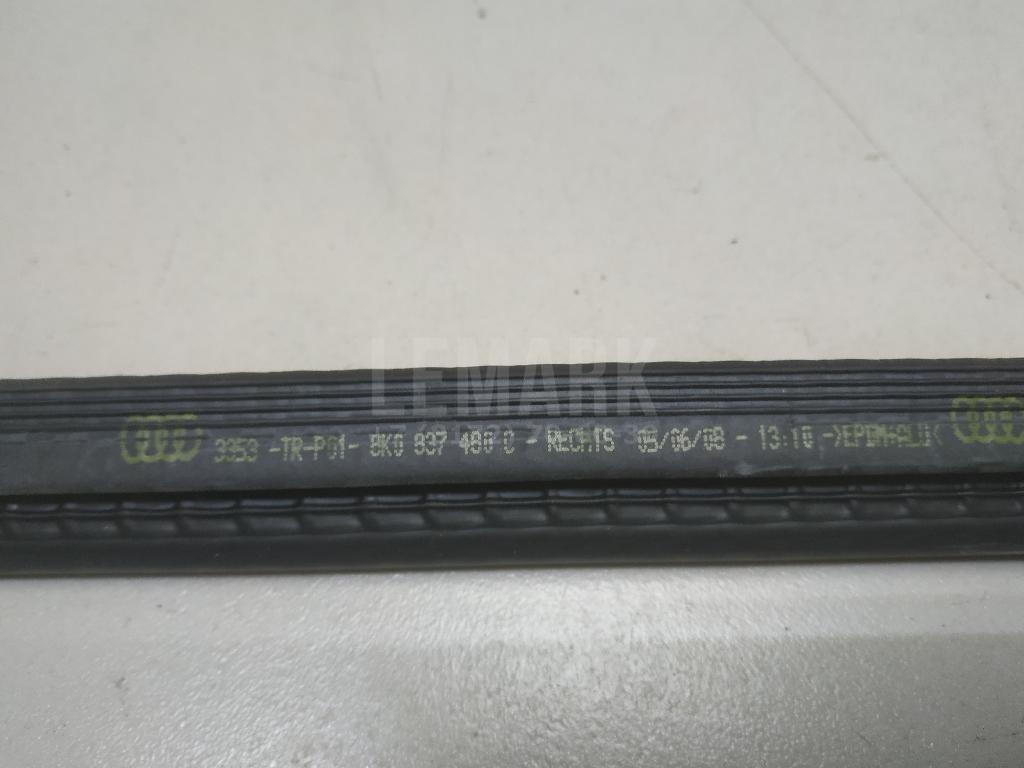 LEMARK
3353 -TR-P01- 8K0 837 480 C - RECHTS 05/06/08 - 13:10 ->EPDM+ALU<